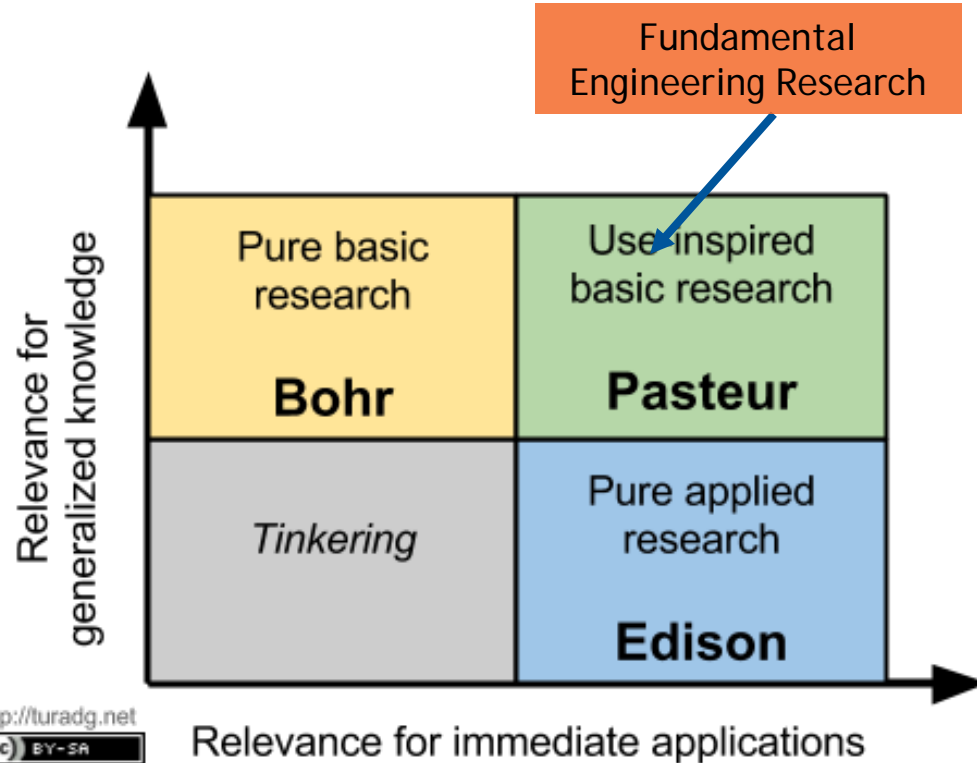 Fundamental
Engineering Research
Relevance for
generalized knowledge
Pure basic
research
Bohr
Use-inspired
basic research
Pasteur
Tinkering
Pure applied
research
Edison
p://turadg.net
c) BY-SA
Relevance for immediate applications